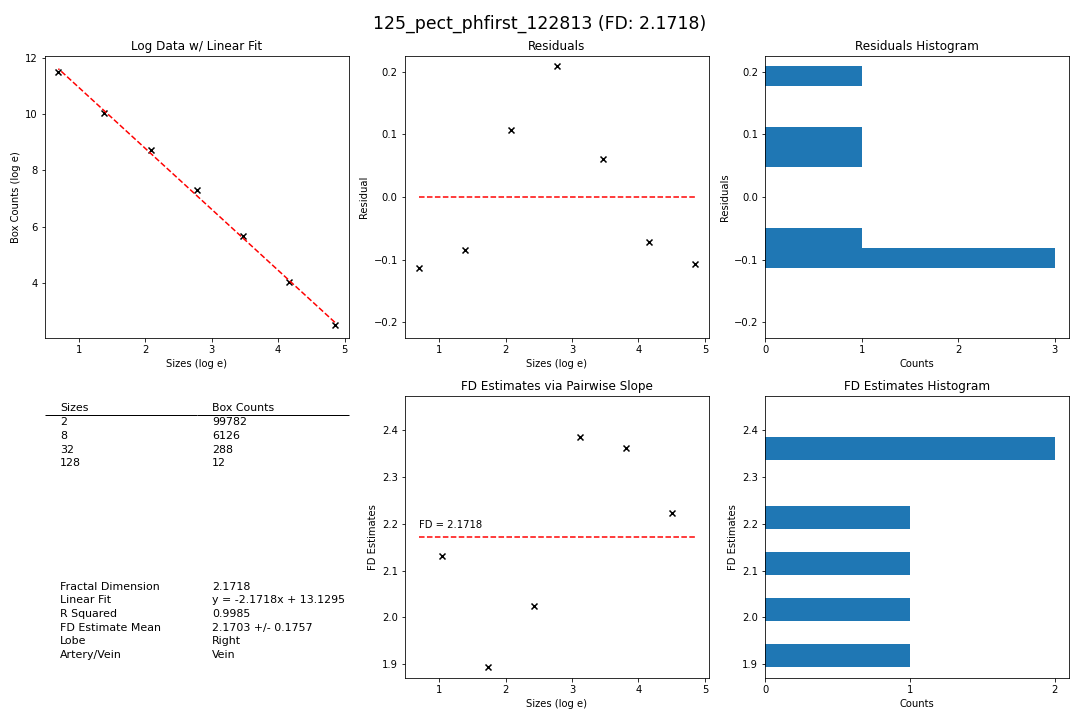 125_pect_phfirst_122813 (FD: 2.1718)
Log Data w/ Linear Fit
Box Counts (log e)
12
10
8
6
4
1 2 3 4 5
Sizes (log e)
Residuals
Residual
0.2
0.1
0.0
−0.1
−0.2
1 2 3 4 5
Sizes (log e)
Residuals Histogram
Residuals
0.2
0.1
0.0
−0.1
−0.2
0 1 2 3
Counts
Sizes Box Counts
2 99782
8 6126
32 288
128 12
Fractal Dimension 2.1718
Linear Fit y = -2.1718x + 13.1295
R Squared 0.9985
FD Estimate Mean 2.1703 +/- 0.1757
Lobe Right
Artery/Vein Vein
FD Estimates via Pairwise Slope
FD Estimates
2.4
2.3
2.2
2.1
2.0
1.9
FD = 2.1718
1 2 3 4 5
Sizes (log e)
FD Estimates Histogram
FD Estimates
2.4
2.3
2.2
2.1
2.0
1.9
0 1 2
Counts